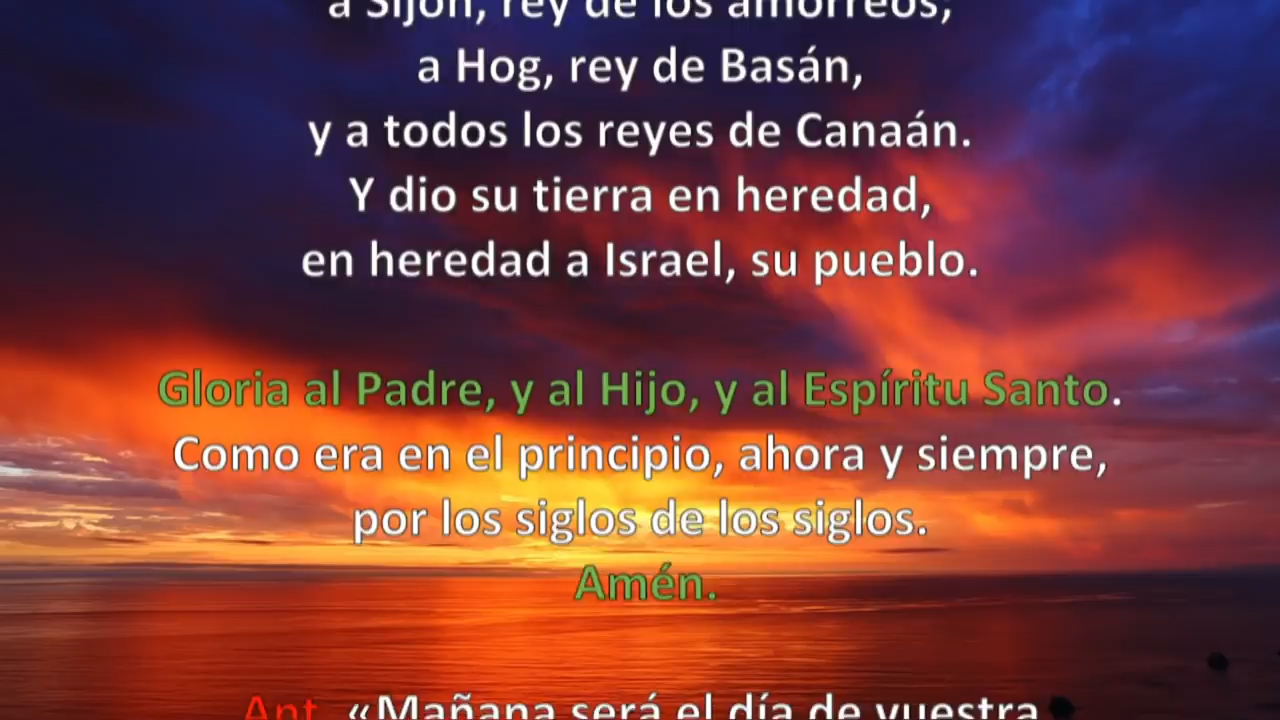 a Sijón, rey de los amorreos,
a Hog, rey de Basán,
y a todos los reyes de Canaán.
Y dio su tierra en heredad,
en heredad a Israel, su pueblo.
Gloria al Padre, y al Hijo, y al Espíritu Santo.
Como era en el principio, ahora y siempre,
por los siglos de los siglos.
Amén.
Ant. «Mañana será el día de vuestra